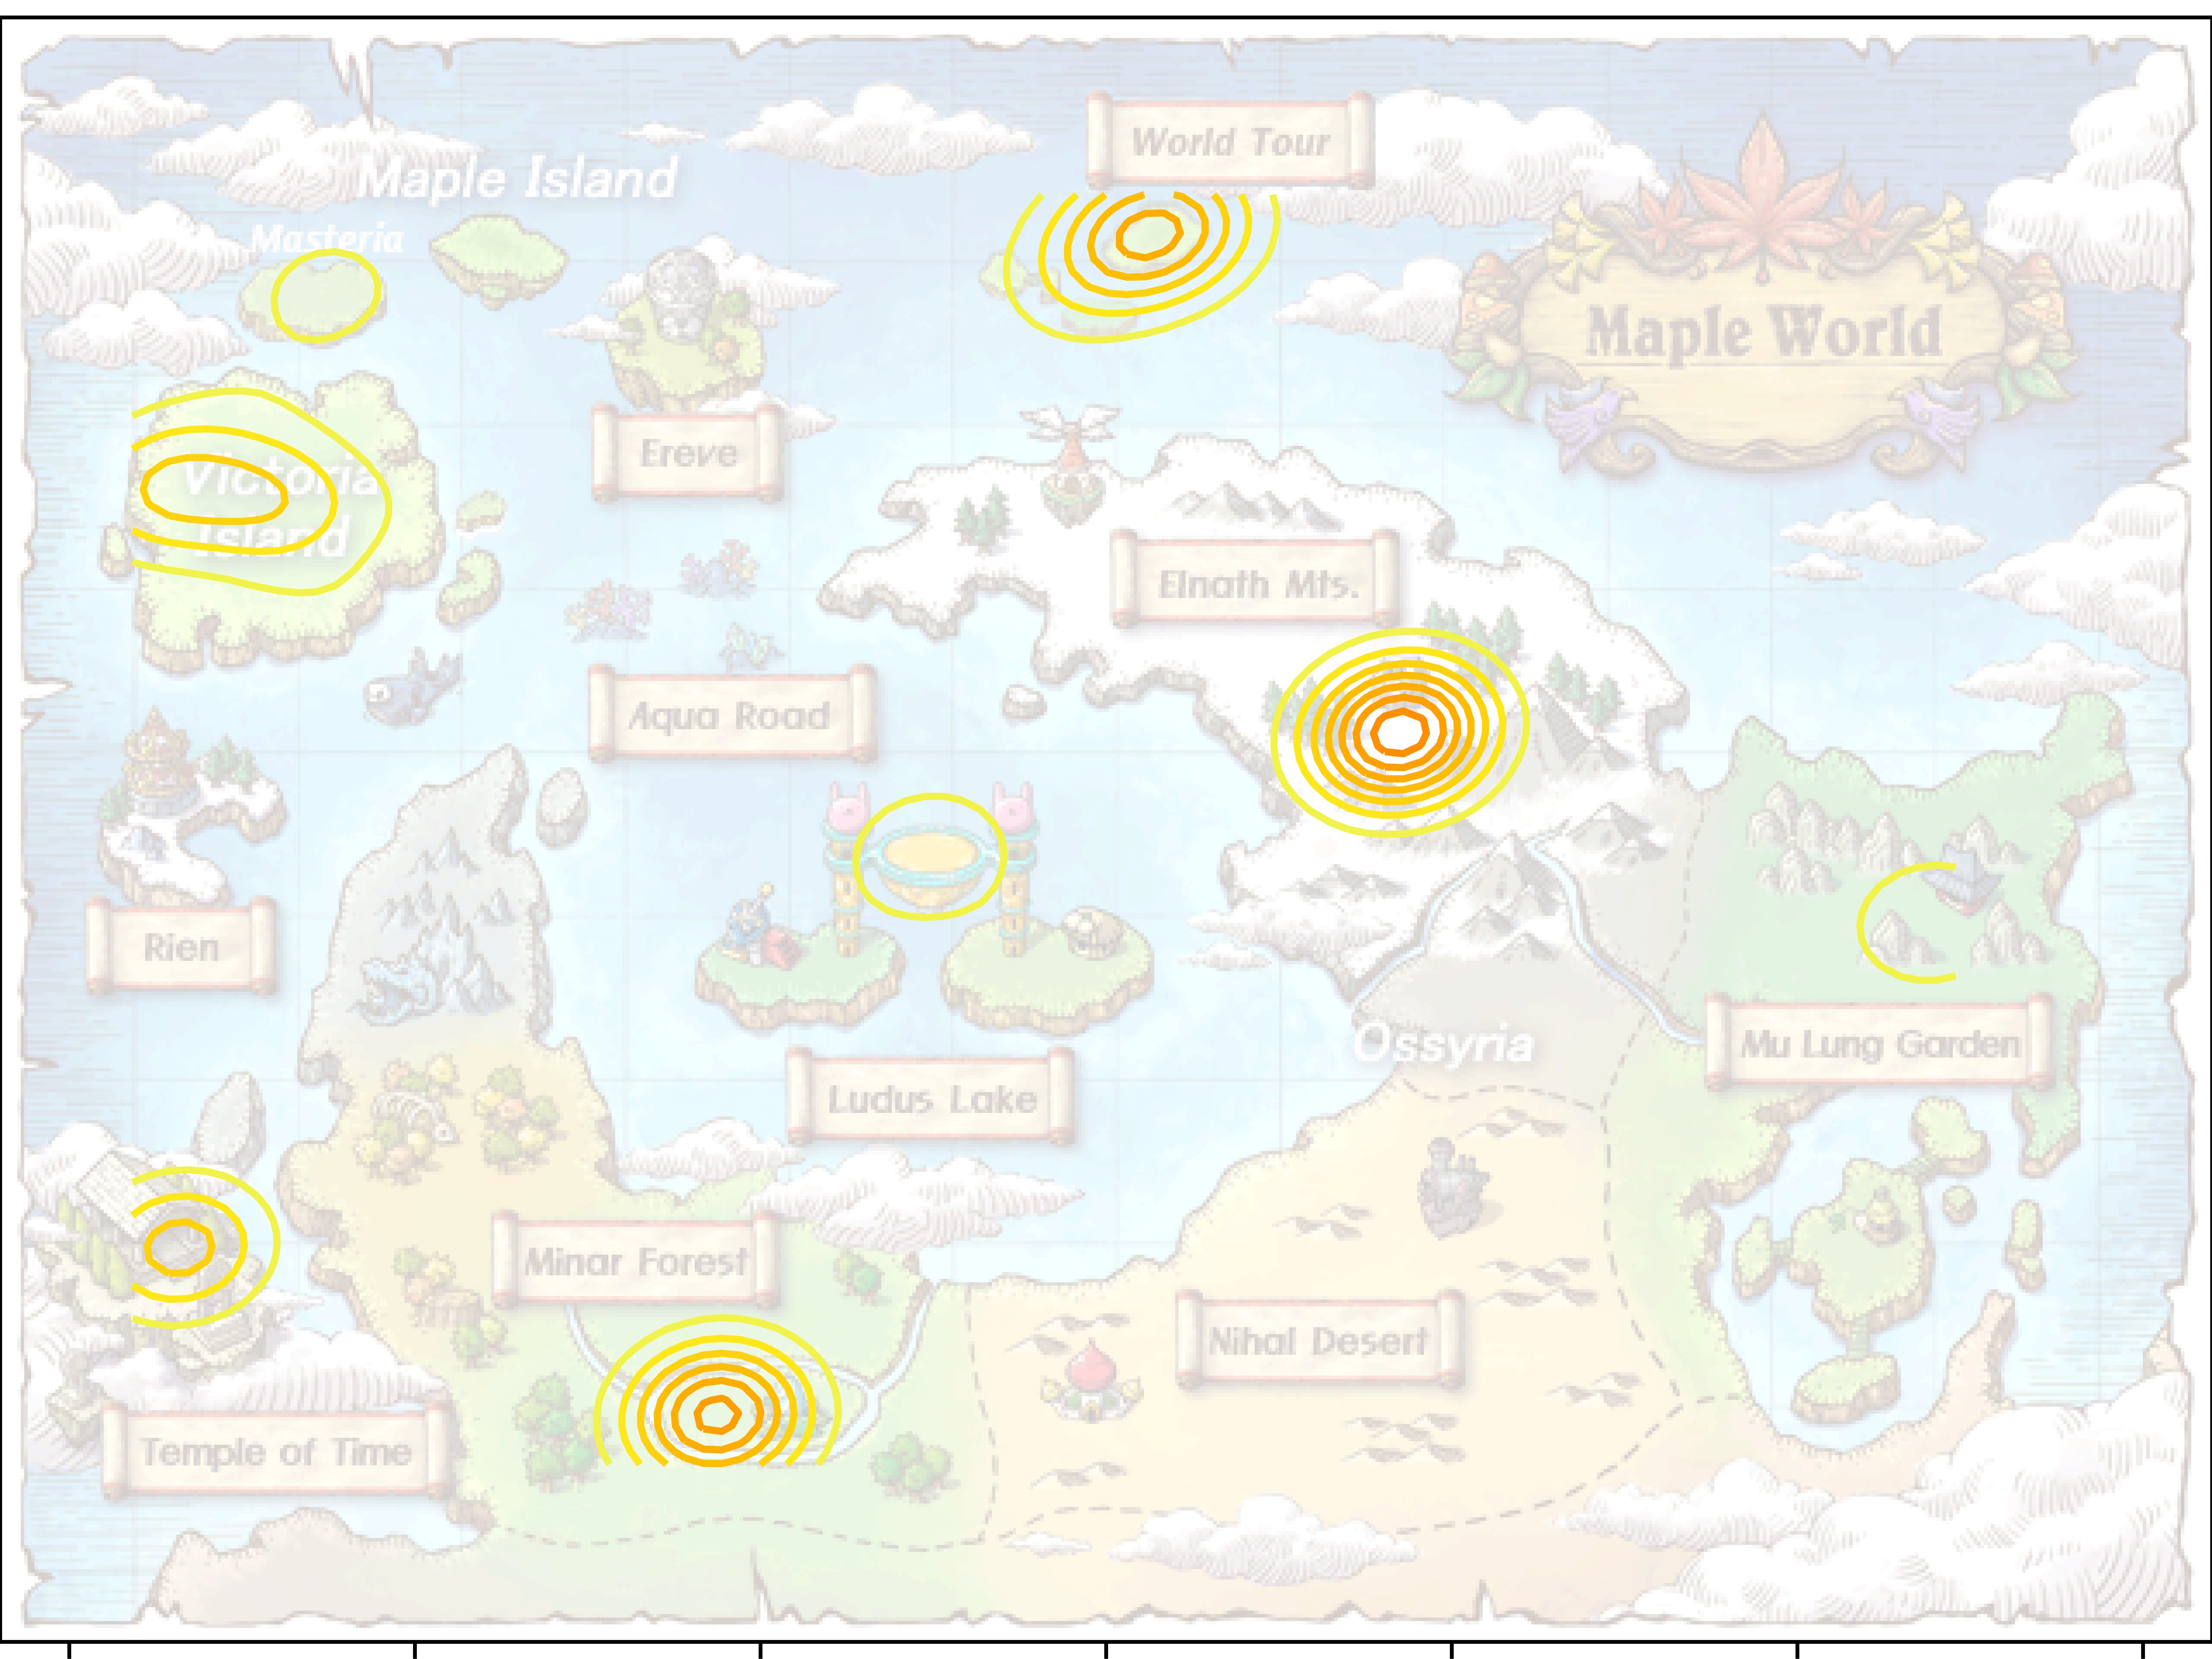 World Tour
Maple Island
Masteria
Maple World
Ereve
Victoria
Island
Elnath Mts.
Aqua Road
Rien
Ossyria
Mu Lung Garden
Ludus Lake
Minar Forest
Nihal Desert
Temple of Time